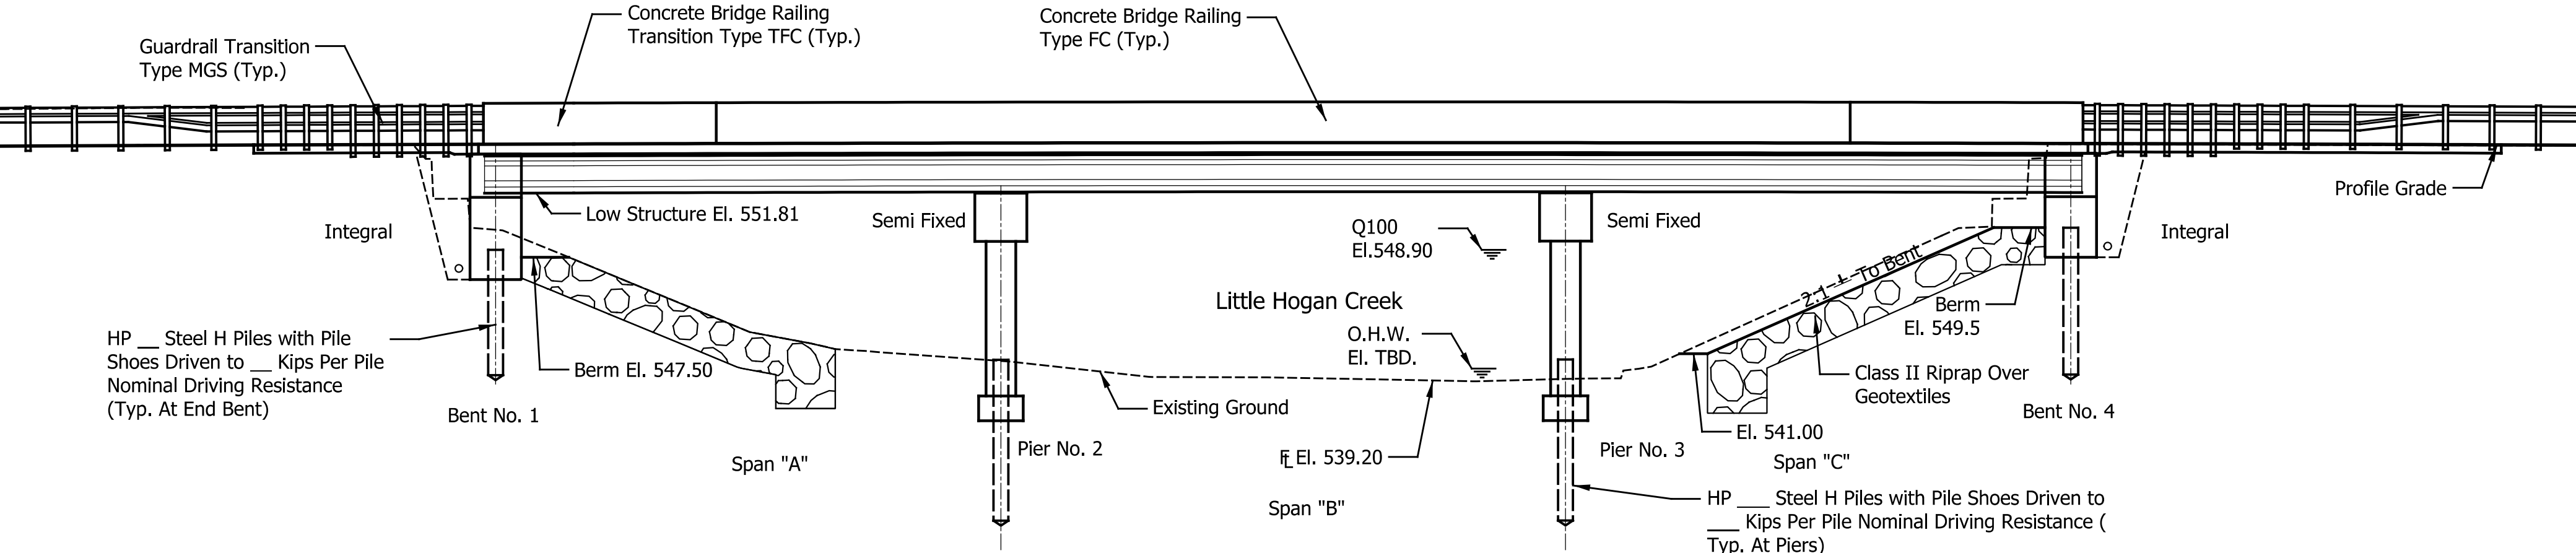 Concrete Bridge Railing
Transition Type TFC (Typ.)
Concrete Bridge Railing
Type FC (Typ.)
Guardrail Transition
Type MGS (Typ.)
Profile Grade
Low Structure El. 551.81
Semi Fixed
Semi Fixed
Integral
Integral
Q100
El.548.90
2:1 ⊥ To Bent
Little Hogan Creek
Berm
El. 549.5
O.H.W.
El. TBD.
HP __ Steel H Piles with Pile
Shoes Driven to __ Kips Per Pile
Nominal Driving Resistance
(Typ. At End Bent)
Berm El. 547.50
Class II Riprap Over
Geotextiles
Existing Ground
Bent No. 1
Bent No. 4
El. 541.00
Pier No. 2
Pier No. 3
FL El. 539.20
Span "A"
Span "C"
Span "B"
HP ___ Steel H Piles with Pile Shoes Driven to
___ Kips Per Pile Nominal Driving Resistance (
Typ. At Piers)